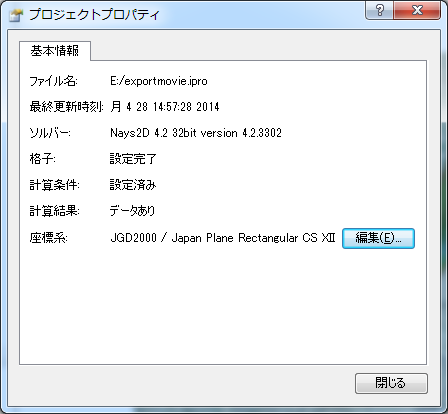 プロジェクトプロパティ
基本情報
ファイル名: E:/exportmovie.ipro
最終更新時刻: 月 4 28 14:57:28 2014
ソルバー: Nays2D 4.2 32bit version 4.2.3302
格子: 設定完了
計算条件: 設定済み
計算結果: データあり
座標系: JGD2000 / Japan Plane Rectangular CS XII 編集(E)...
閉じる